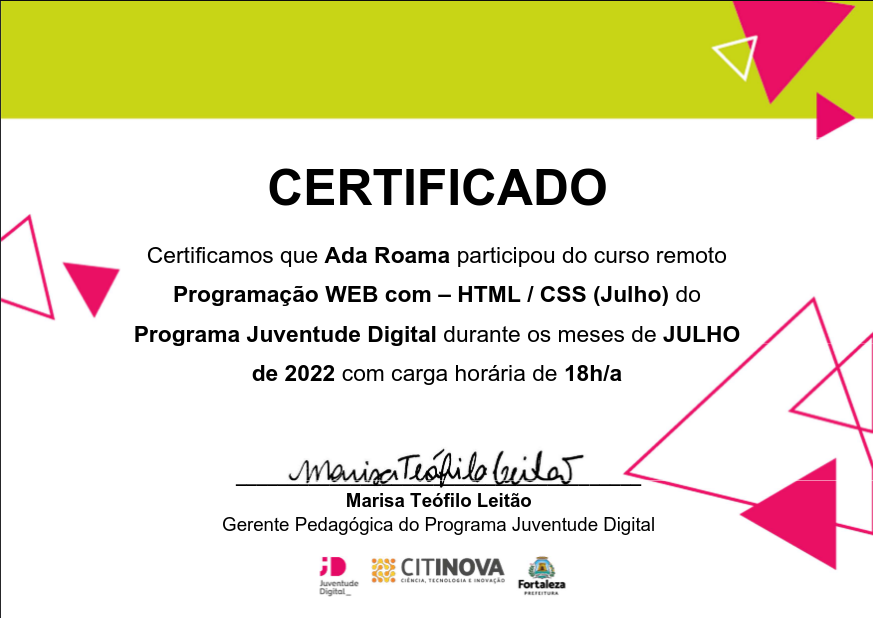 CERTIFICADO
Certificamos que Ada Roama participou do curso remoto
Programação WEB com – HTML / CSS (Julho) do
Programa Juventude Digital durante os meses de JULHO
de 2022 com carga horária de 18h/a
Marisa Teófilo Leitão
Marisa Teófilo Leitão
Gerente Pedagógica do Programa Juventude Digital
jD
Juventude
Digital_
CITINOVA
CIÊNCIA, TECNOLOGIA E INOVAÇÃO
Fortaleza
PREFEITURA